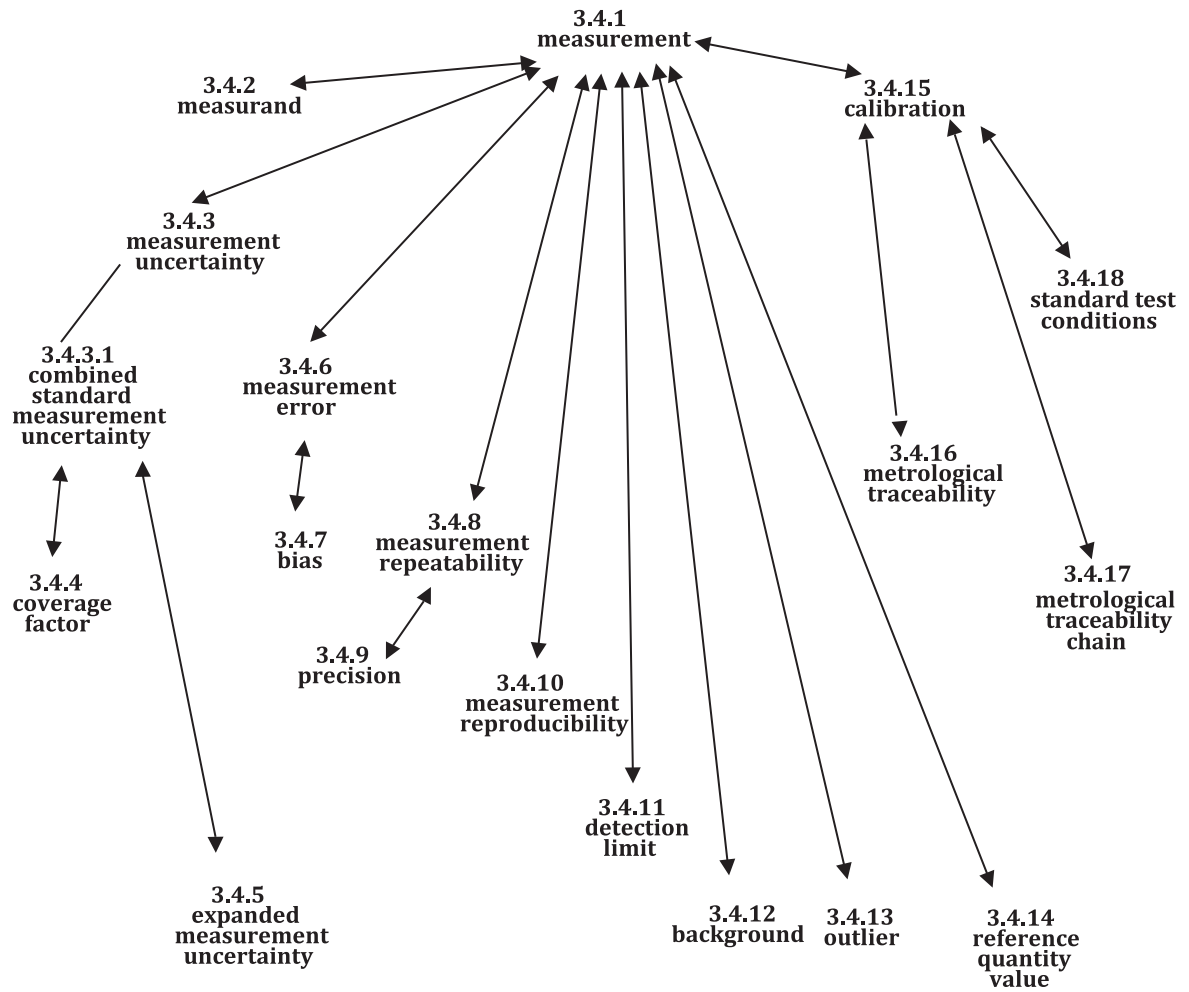 3.4.1
measurement
3.4.2
measurand
3.4.15
calibration
3.4.3
measurement
uncertainty
3.4.18
standard test
conditions
3.4.3.1
combined
standard
measurement
uncertainty
3.4.6
measurement
error
3.4.16
metrological
traceability
3.4.7
bias
3.4.8
measurement
repeatability
3.4.4
coverage
factor
3.4.17
metrological
traceability
chain
3.4.9
precision
3.4.10
measurement
reproducibility
3.4.11
detection
limit
3.4.5
expanded
measurement
uncertainty
3.4.12
background
3.4.13
outlier
3.4.14
reference
quantity
value